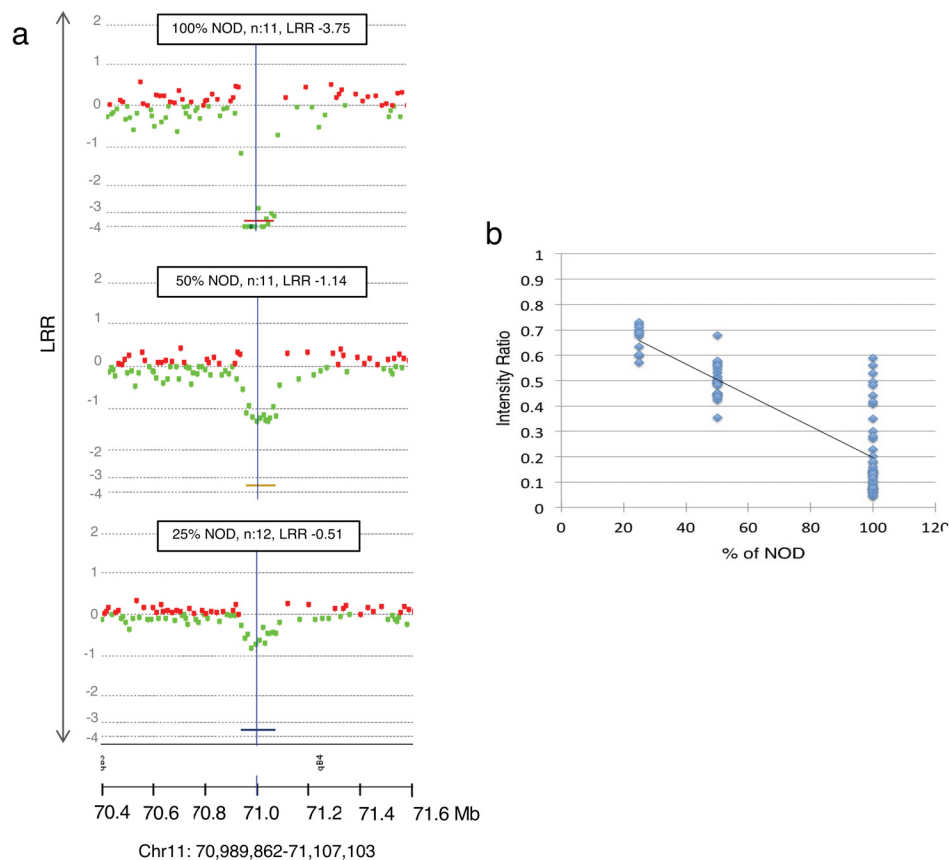 a
LRR
100% NOD, n:11, LRR -3.75
2
1
0
-1
-2
-3
-4
50% NOD, n:11, LRR -1.14
2
1
0
-1
-2
-3
-4
25% NOD, n:12, LRR -0.51
2
1
0
-1
-2
-3
-4
70.4 70.6 70.8 71.0 71.2 71.4 71.6 Mb
Chr11: 70,989,862-71,107,103
b
Intensity Ratio
1
0.9
0.8
0.7
0.6
0.5
0.4
0.3
0.2
0.1
0
0 20 40 60 80 100 120
% of NOD